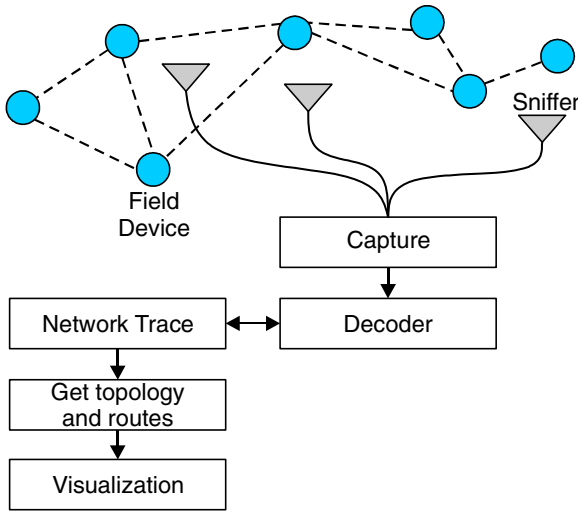 Sniffer
Field
Device
Capture
Network Trace
Decoder
Get topology
and routes
Visualization